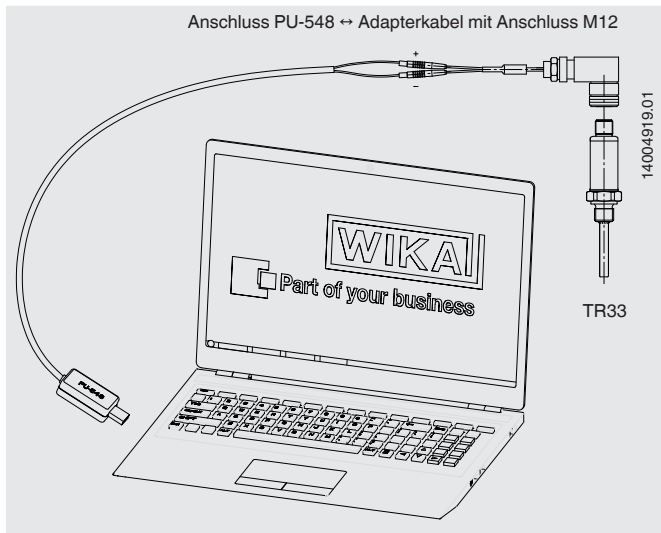 Anschluss PU-548 ↔ Adapterkabel mit Anschluss M12
+
–
14004919.01
WIKA
Part of your business
TR33
PU-548